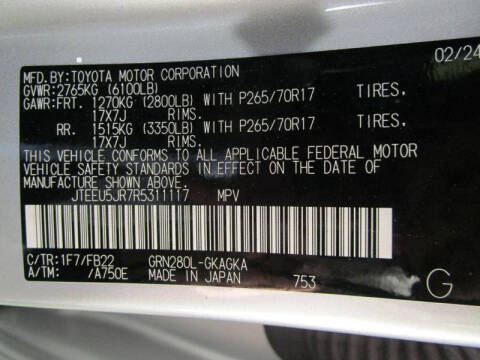 MFD BY:TOYOTA MOTOR CORPORATION 02/24
GVWR:2765KG (6100LB)
GAWR:FRT. 1270KG (2800LB) WITH P265/70R17 TIRES.
17X7J RIMS.
RR. 1515KG (3350LB) WITH P265/70R17 TIRES.
17X7J RIMS.
THIS VEHICLE CONFORMS TO ALL APPLICABLE FEDERAL MOTOR
VEHICLE SAFETY STANDARDS IN EFFECT ON THE DATE OF
MANUFACTURE SHOWN ABOVE.
JTEEU5JR7R5311117 MPV
C/TR:1F7/FB22 GRN280L-GKAGKA
A/TM: /A750E MADE IN JAPAN 753 G